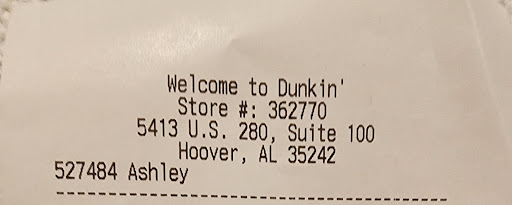 Welcome to Dunkin'
Store #: 362770
5413 U.S. 280, Suite 100
Hoover, AL 35242
527484 Ashley
----------------------------------------